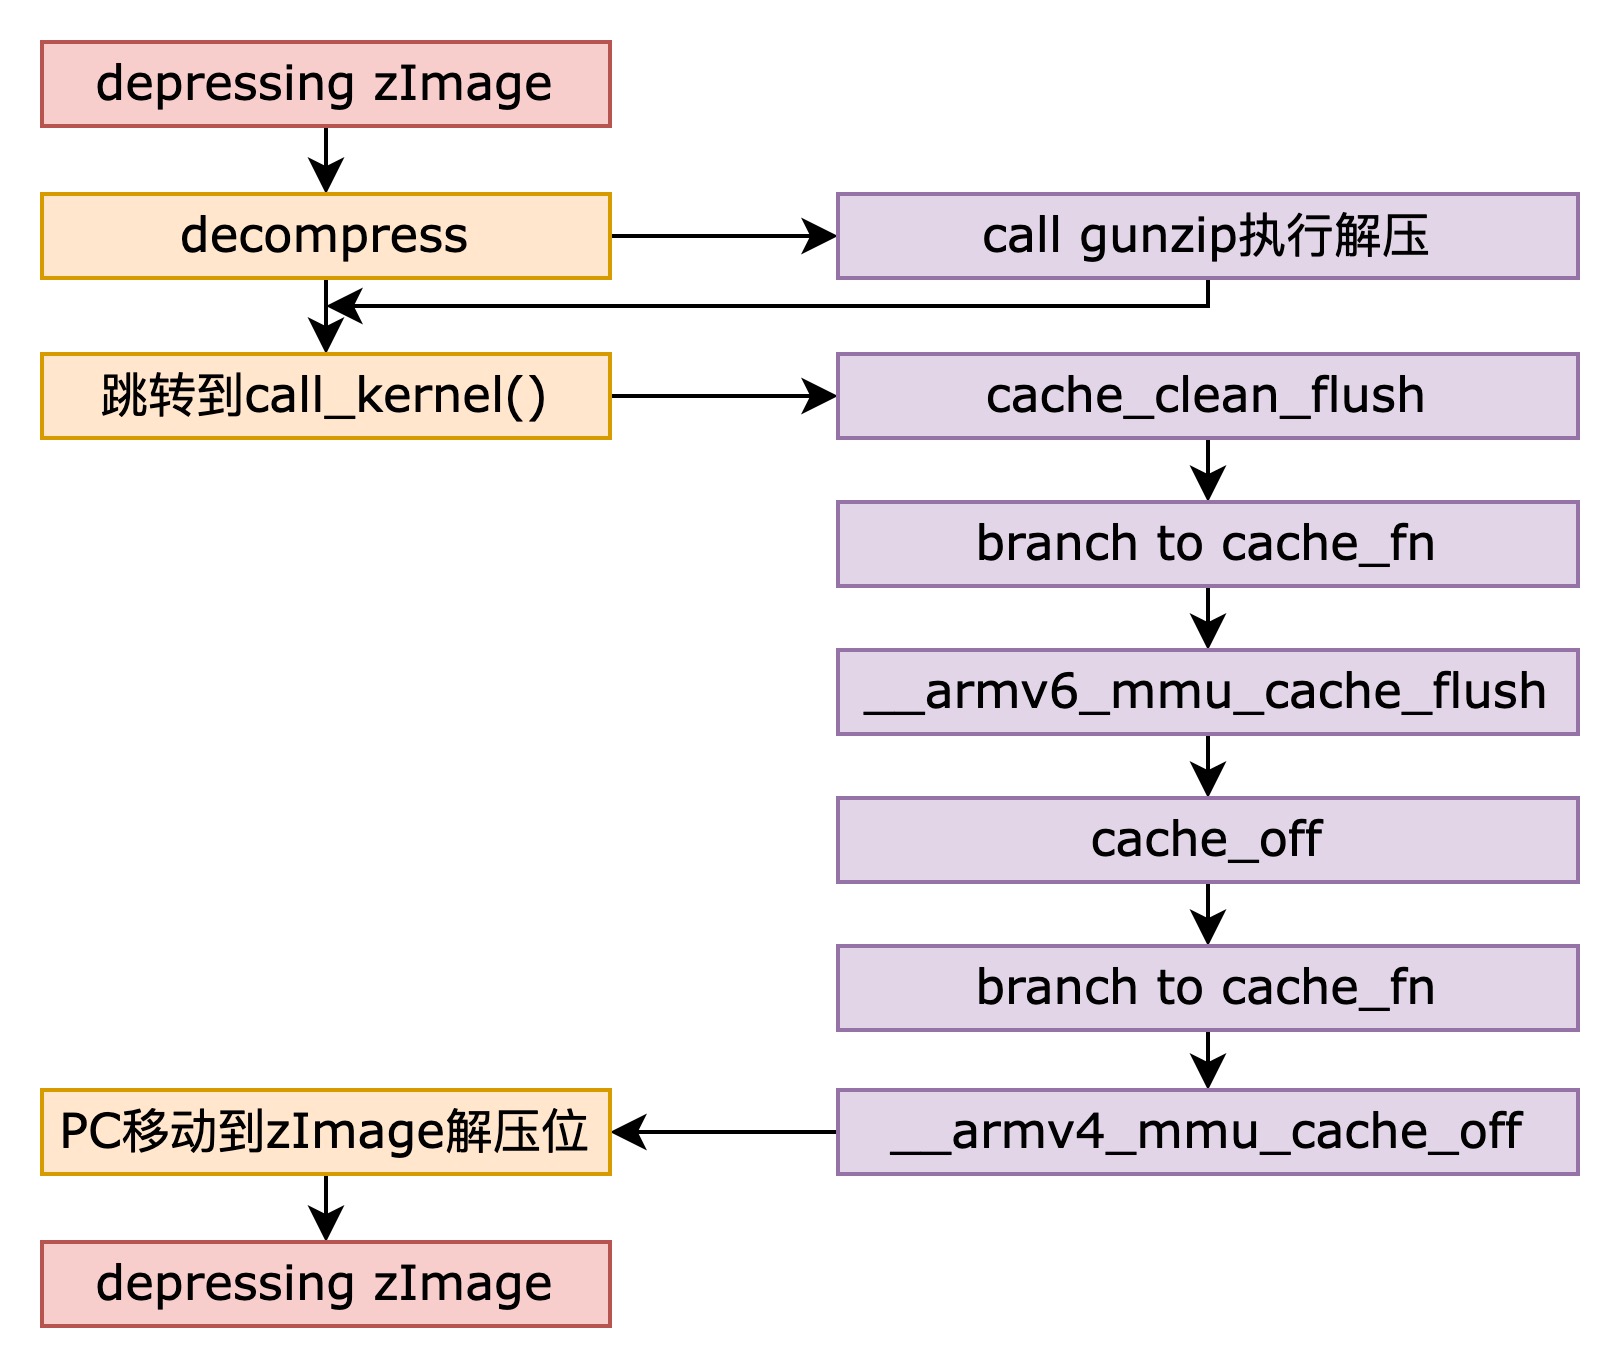 depressing zImage
decompress
call gunzip执行解压
跳转到call_kernel()
cache_clean_flush
branch to cache_fn
__armv6_mmu_cache_flush
cache_off
branch to cache_fn
__armv4_mmu_cache_off
PC移动到zImage解压位
depressing zImage